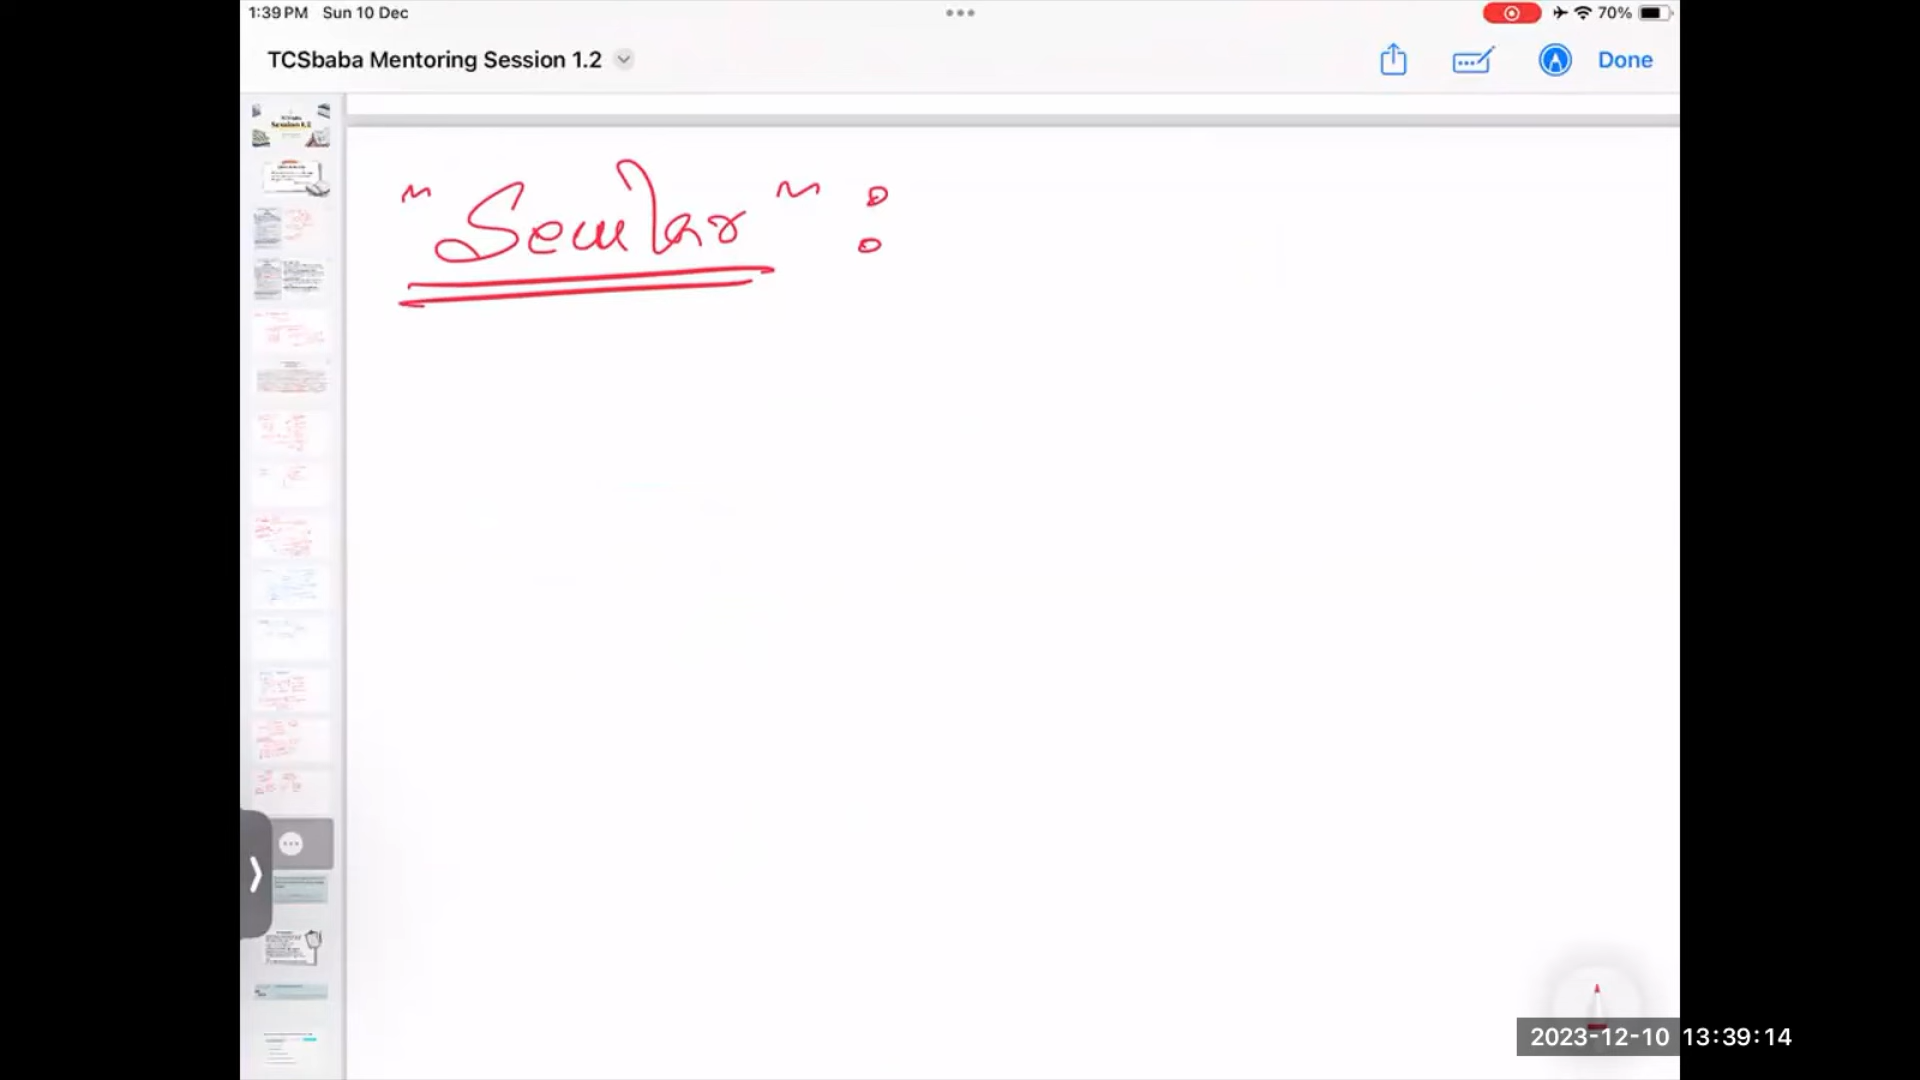 1:39 PM Sun 10 Dec
70%
TCSbaba Mentoring Session 1.2
Done
"Secular" :
2023-12-10 13:39:14